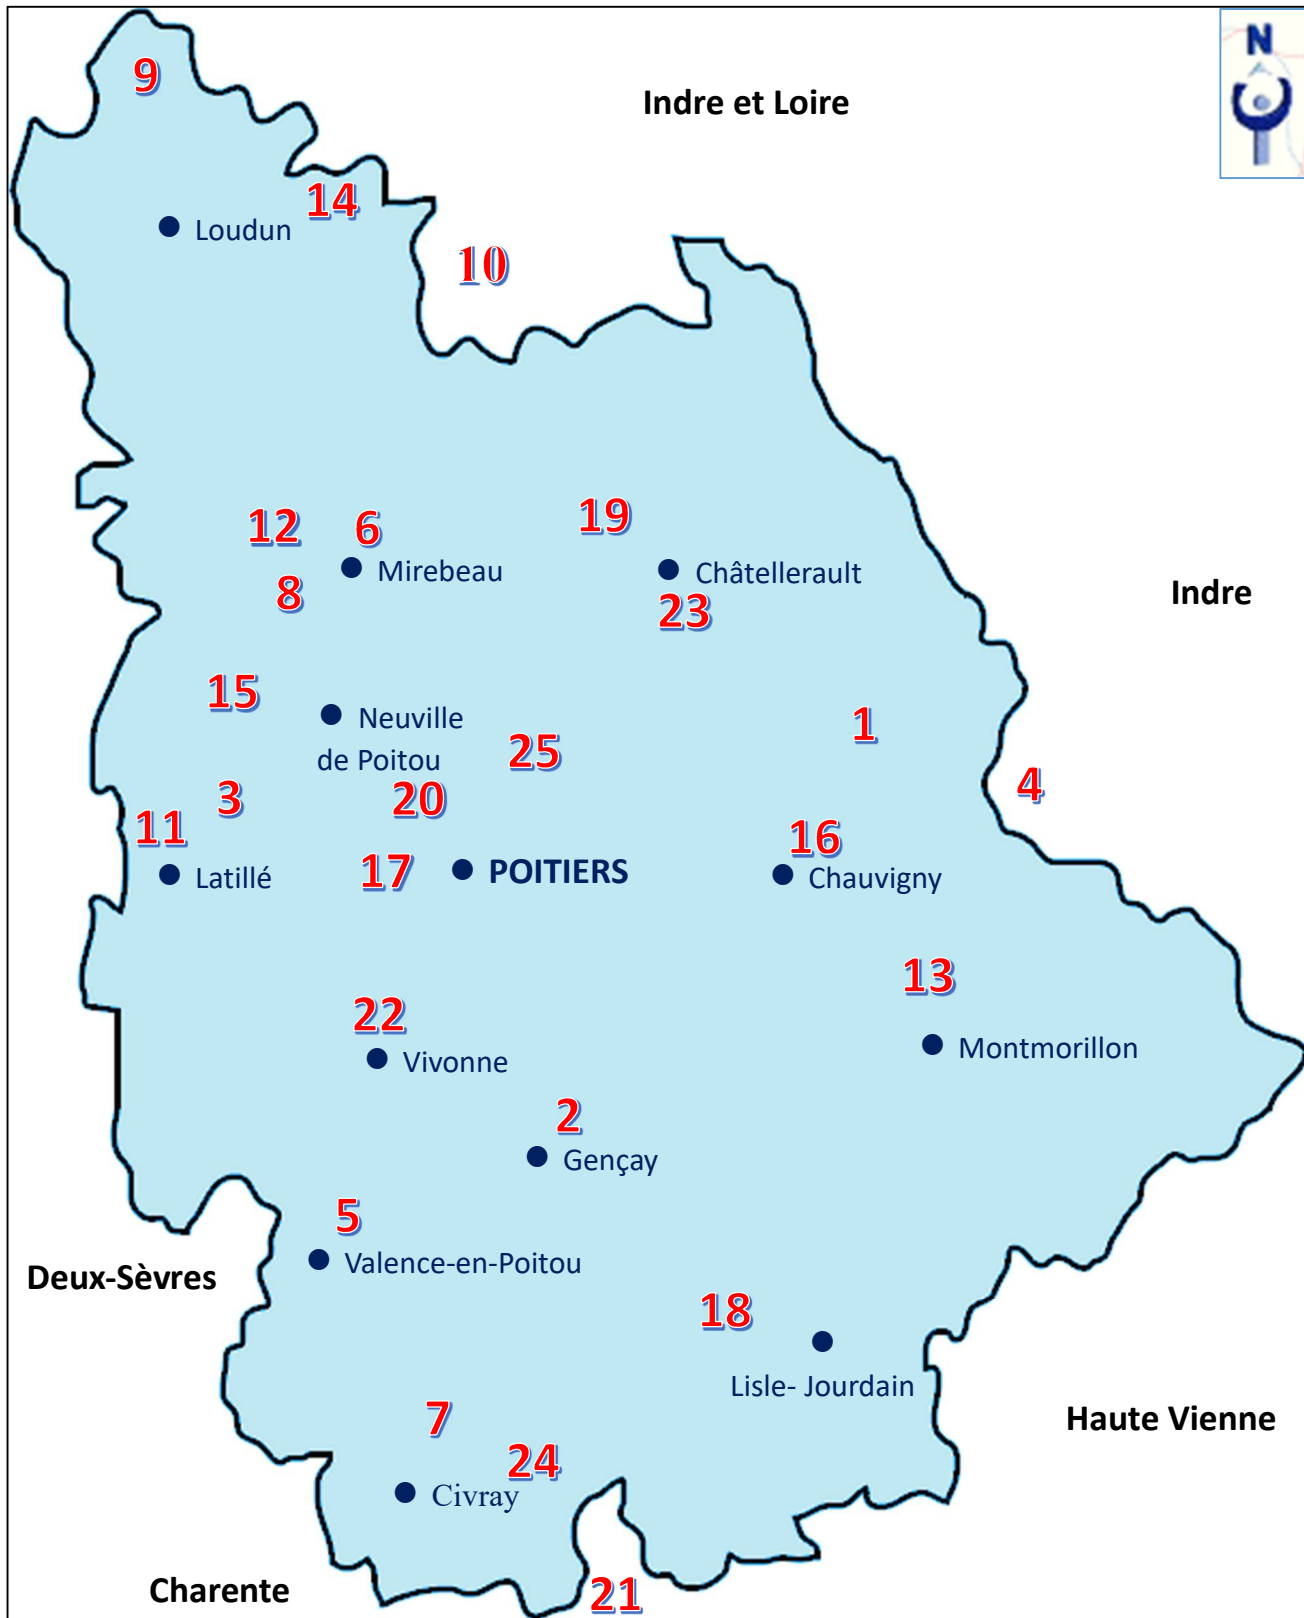 N
9
Indre et Loire
14
Loudun
10
12
6
19
Mirebeau
Châtellerault
8
23
Indre
15
Neuville
de Poitou
25
1
3
20
4
11
16
Latillé
17
POITIERS
Chauvigny
13
22
Vivonne
Montmorillon
2
Gençay
5
Valence-en-Poitou
Deux-Sèvres
18
Lisle- Jourdain
7
Haute Vienne
24
Civray
Charente
21